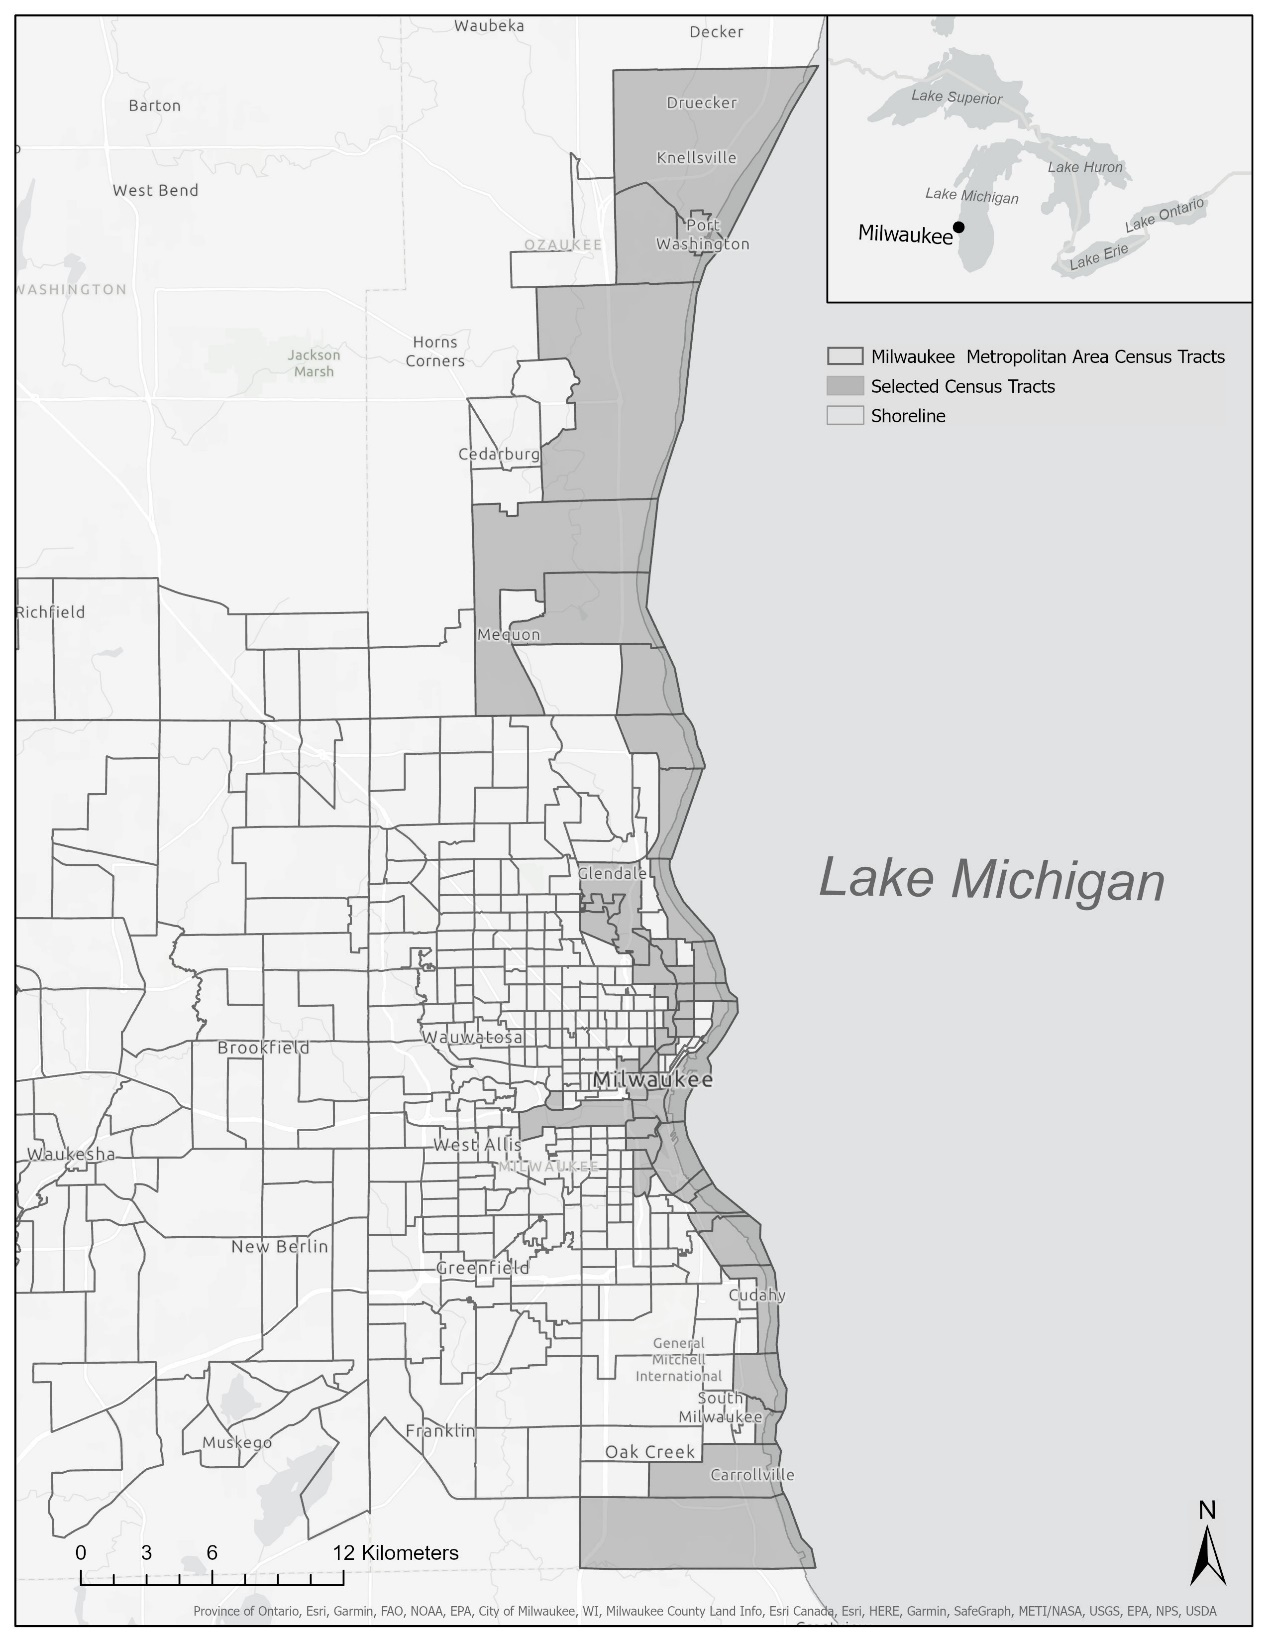 Waubeka
Decker
Barton
Druecker
Knellsville
West Bend
Port
Washington
OZAUKEE
WASHINGTON
Horns
Corners
Jackson
Marsh
Cedarburg
Richfield
Mequon
Glendale
Wauwatosa
Brookfield
Milwaukee
West Allis
Waukesha
MILWAUKEE
New Berlin
Greenfield
Cudahy
General
Mitchell
International
South
Milwaukee
Franklin
Muskego
Oak Creek
Carrollville
Lake Superior
Lake Huron
Lake Michigan
Lake Ontario
Milwaukee
Lake Erie
Milwaukee Metropolitan Area Census Tracts
Selected Census Tracts
Shoreline
Lake Michigan
N
0 3 6 12 Kilometers
Province of Ontario, Esri, Garmin, FAO, NOAA, EPA, City of Milwaukee, WI, Milwaukee County Land Info, Esri Canada, Esri, HERE, Garmin, SafeGraph, METI/NASA, USGS, EPA, NPS, USDA